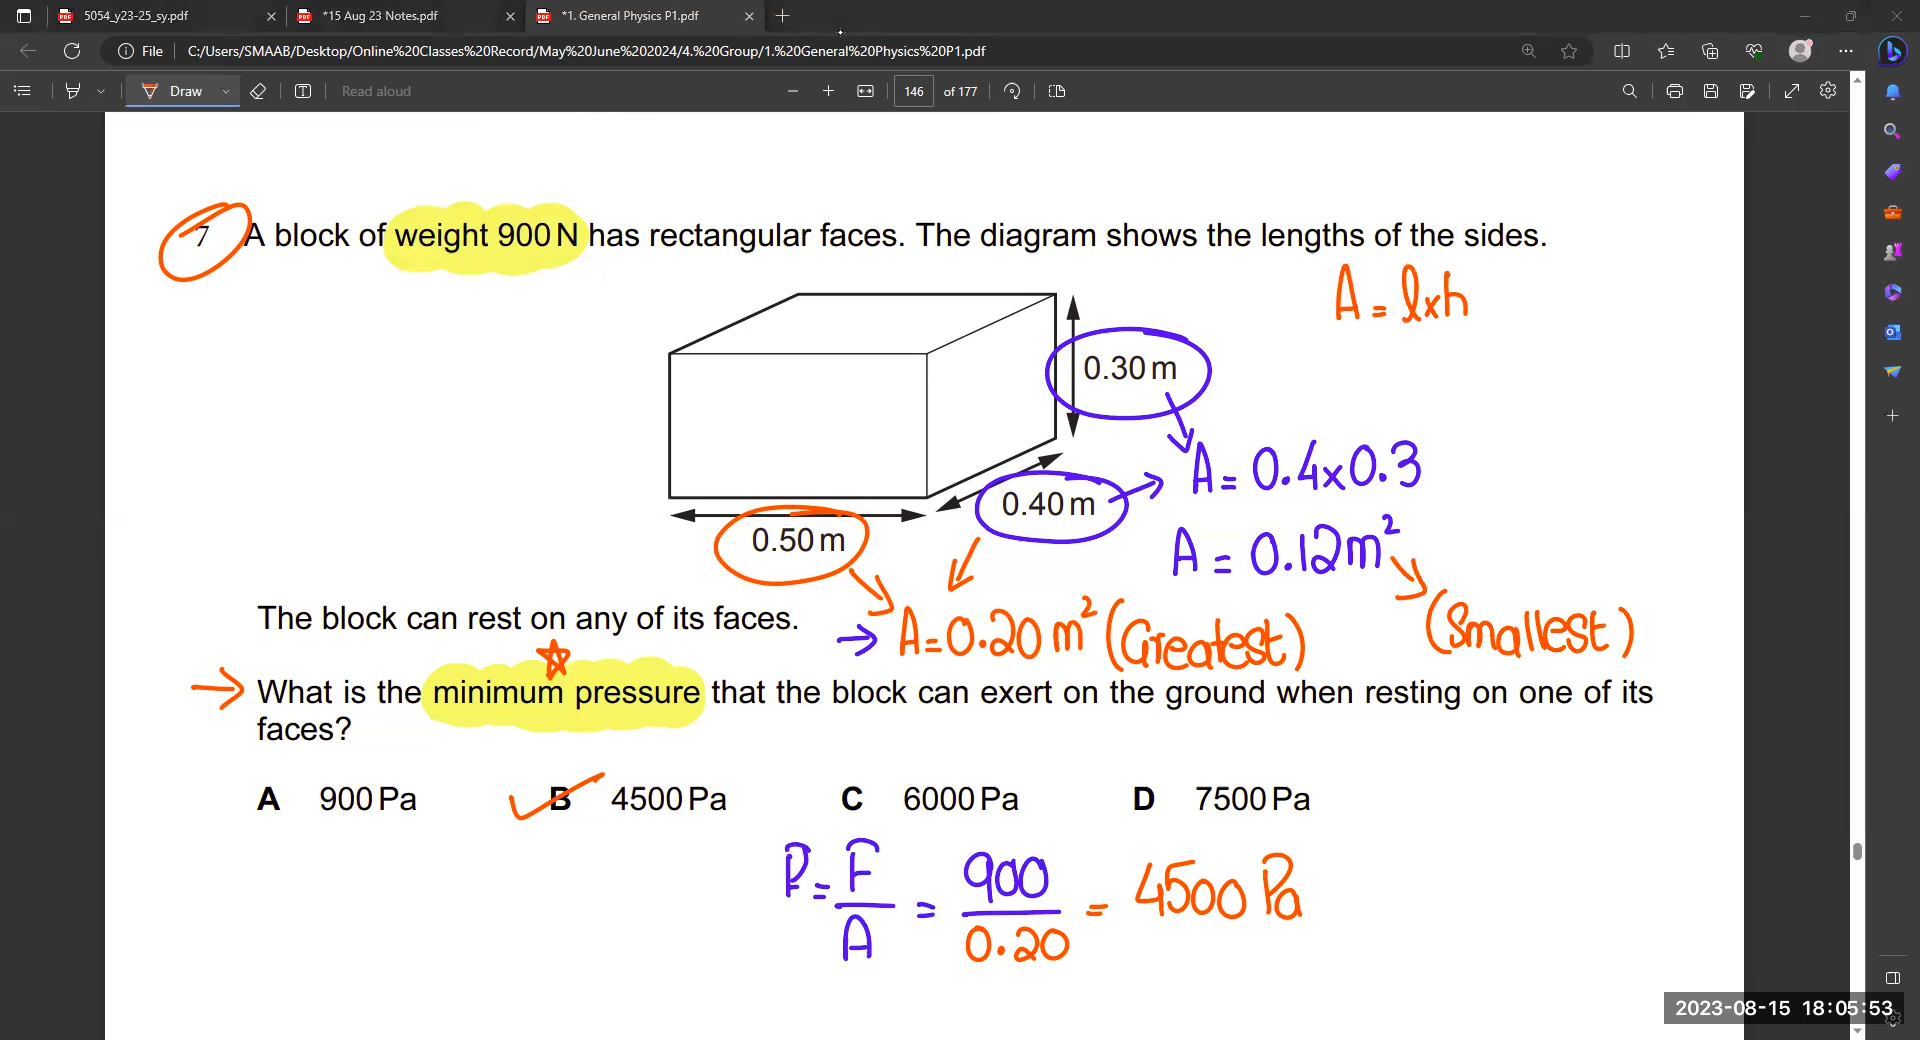 5054_y23-25_sy.pdf
*15 Aug 23 Notes.pdf
*1. General Physics P1.pdf
File
C:/Users/SMAAB/Desktop/Online%20Classes%20Record/May%20June%202024/4.%20Group/1.%20General%20Physics%20P1.pdf
Draw
Read aloud
146 of 177
7 A block of weight 900 N has rectangular faces. The diagram shows the lengths of the sides.
A = l×h
0.30 m
A = 0.4×0.3
0.40 m
0.50 m
A = 0.12m²
The block can rest on any of its faces.
A=0.20 m² (Greatest)
(Smallest)
What is the minimum pressure that the block can exert on the ground when resting on one of its
faces?
A 900 Pa B 4500 Pa C 6000 Pa D 7500 Pa
P = F/A = 900/0.20 = 4500 Pa
2023-08-15 18:05:53